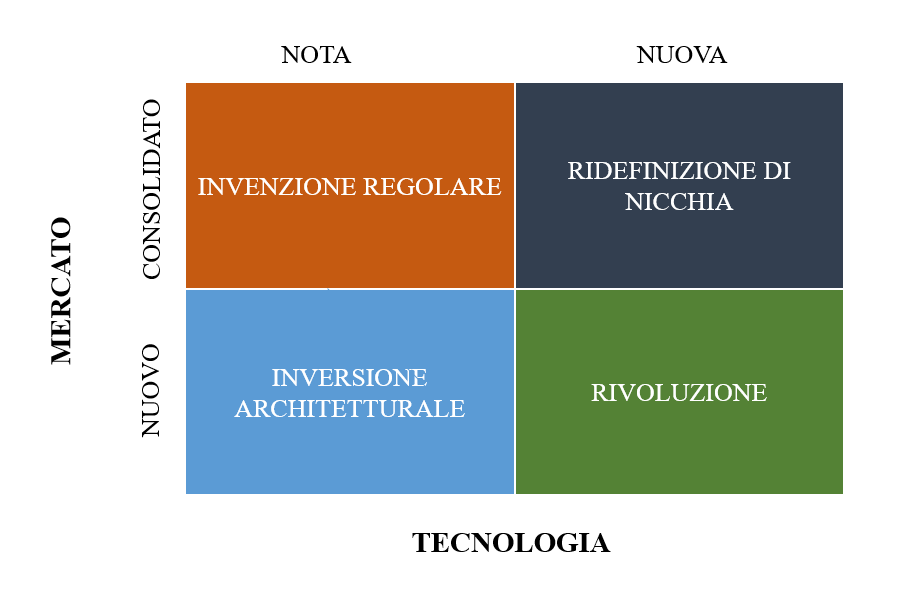 NOTA
NUOVA
MERCATO
CONSOLIDATO
NUOVO
INVENZIONE REGOLARE
RIDEFINIZIONE DI
NICCHIA
INVERSIONE
ARCHITETTURALE
RIVOLUZIONE
TECNOLOGIA